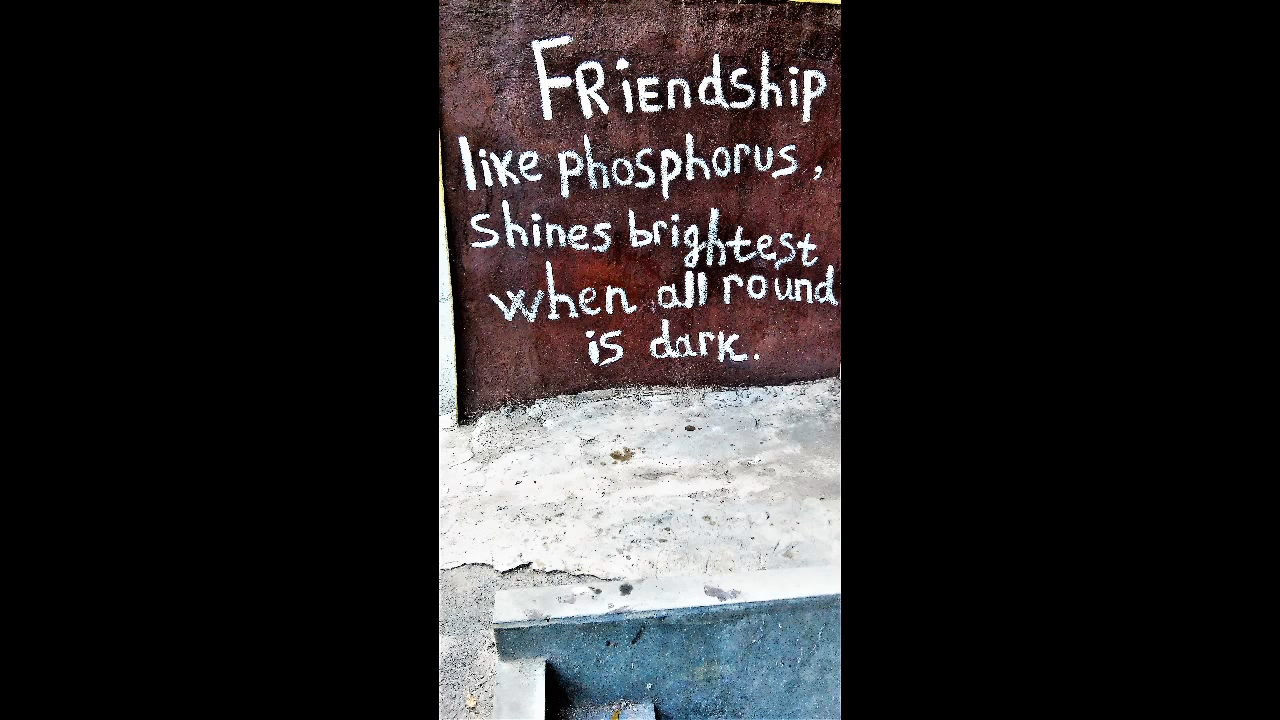 FRiEndship
like phosphorus,
shines brightest
when all round
is dark.